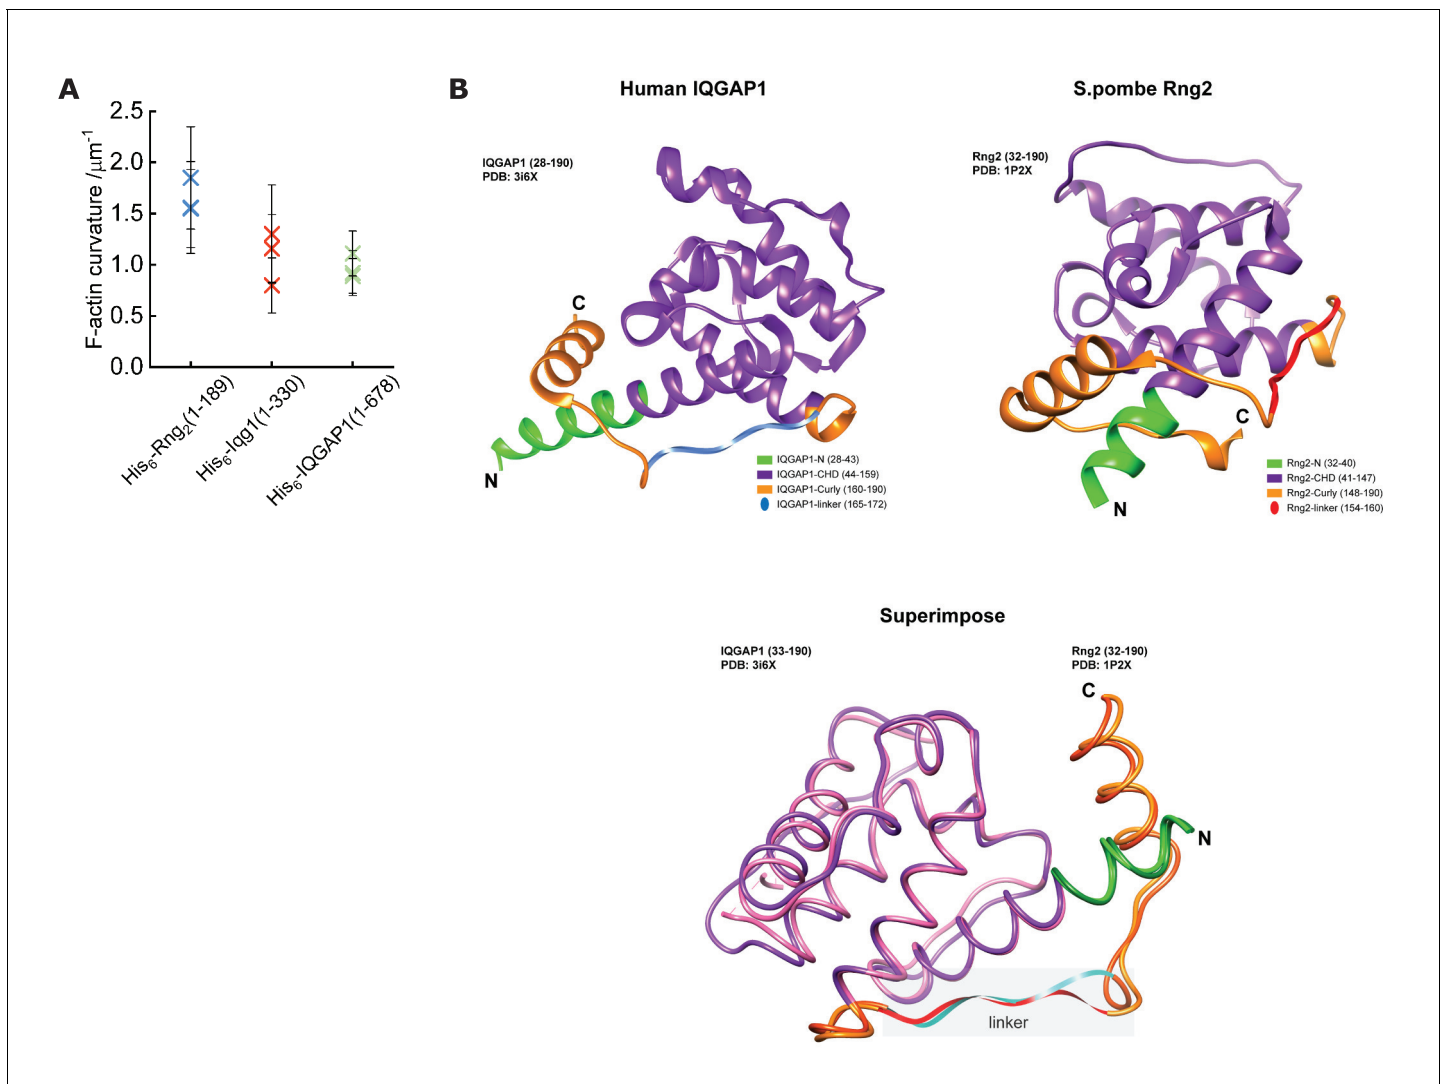 A
F-actin curvature /μm-1
2.5
2.0
1.5
1.0
0.5
0.0
His6-Rng2(1-189)
His6-Iqg1(1-330)
His6-IQGAP1(1-678)
B
Human IQGAP1
IQGAP1 (28-190)
PDB: 3i6X
C
N
IQGAP1-N (28-43)
IQGAP1-CHD (44-159)
IQGAP1-Curly (160-190)
IQGAP1-linker (165-172)
S.pombe Rng2
Rng2 (32-190)
PDB: 1P2X
C
N
Rng2-N (32-40)
Rng2-CHD (41-147)
Rng2-Curly (148-190)
Rng2-linker (154-160)
Superimpose
IQGAP1 (33-190)
PDB: 3i6X
Rng2 (32-190)
PDB: 1P2X
C
N
linker